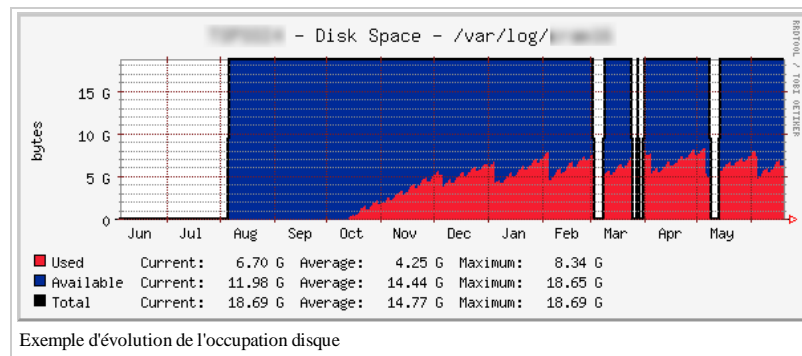 - Disk Space - /var/log/
RRDTOOL / TOBI OETIKER
bytes
15 G
10 G
5 G
0
Jun Jul Aug Sep Oct Nov Dec Jan Feb Mar Apr May
Used Current: 6.70 G Average: 4.25 G Maximum: 8.34 G
Available Current: 11.98 G Average: 14.44 G Maximum: 18.65 G
Total Current: 18.69 G Average: 14.77 G Maximum: 18.69 G
Exemple d'évolution de l'occupation disque